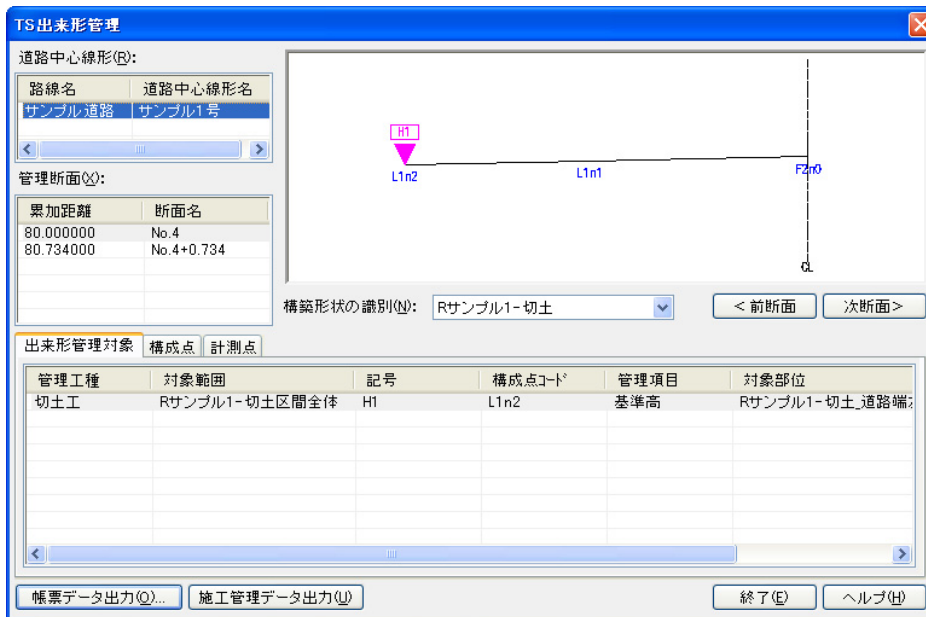 TS出来形管理
道路中心線形(R):
路線名 道路中心線形名
サンプル道路 サンプル1号
管理断面(X):
累加距離 断面名
80.000000 No.4
80.734000 No.4+0.734
H1
L1n2 L1n1 F2n0
CL
構築形状の識別(N): Rサンプル1-切土 <前断面 次断面>
出来形管理対象 構成点 計測点
管理工種 対象範囲 記号 構成点ｺｰﾄﾞ 管理項目 対象部位
切土工 Rサンプル1-切土区間全体 H1 L1n2 基準高 Rサンプル1-切土_道路端
帳票データ出力(O)... 施工管理データ出力(U) 終了(E) ヘルプ(H)